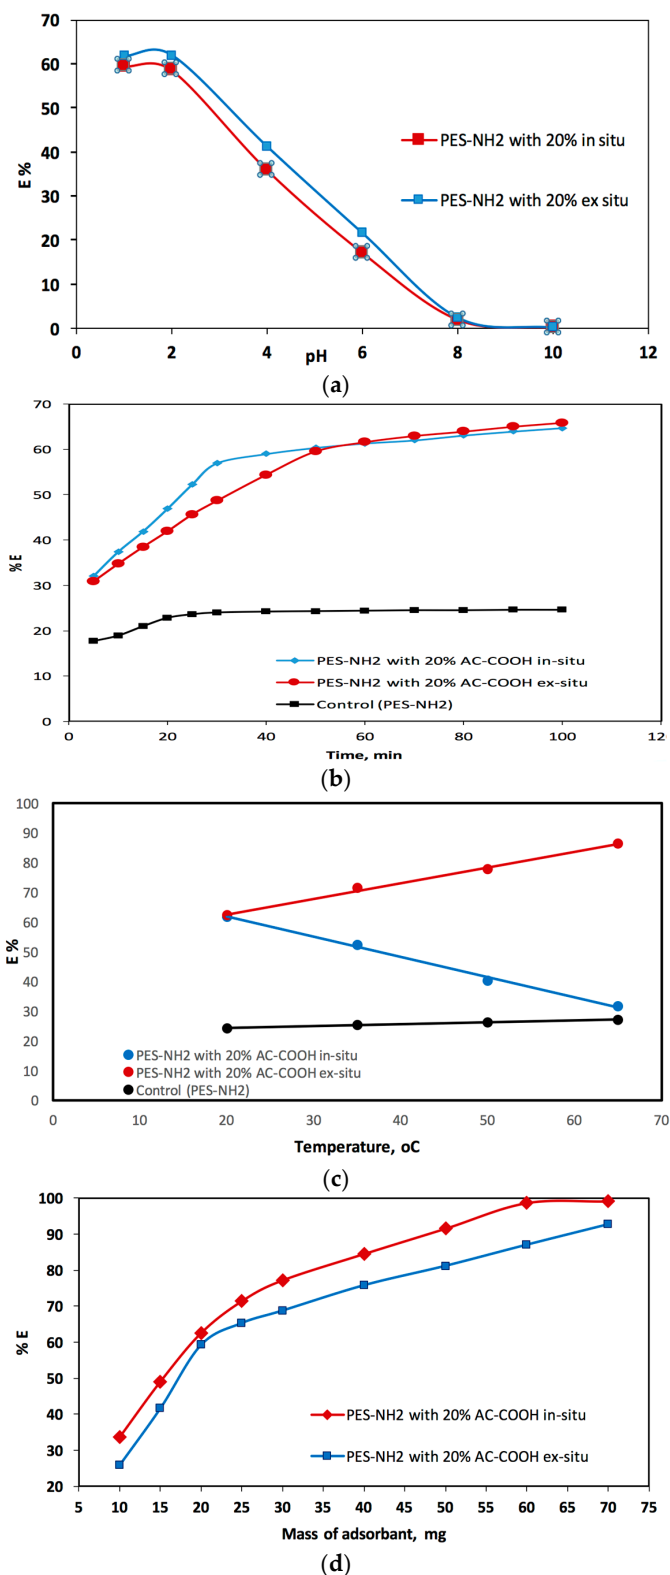 70
60
50
40
30
20
10
0
E %
PES-NH2 with 20% in situ
PES-NH2 with 20% ex situ
0 2 4 6 8 10 12
pH
(a)
70
60
50
40
30
20
10
0
%E
PES-NH2 with 20% AC-COOH in-situ
PES-NH2 with 20% AC-COOH ex-situ
Control (PES-NH2)
0 20 40 60 80 100 12
Time, min
(b)
100
90
80
70
60
50
40
30
20
10
0
E %
PES-NH2 with 20% AC-COOH in-situ
PES-NH2 with 20% AC-COOH ex-situ
Control (PES-NH2)
0 10 20 30 40 50 60 70
Temperature, oC
(c)
100
90
80
70
60
50
40
30
20
% E
PES-NH2 with 20% AC-COOH in-situ
PES-NH2 with 20% AC-COOH ex-situ
5 10 15 20 25 30 35 40 45 50 55 60 65 70 75
Mass of adsorbant, mg
(d)